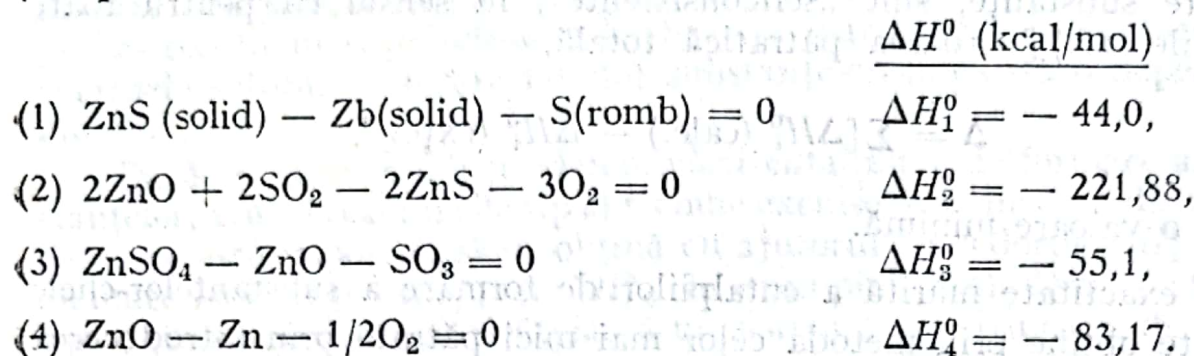 ΔH⁰ (kcal/mol)
(1) ZnS (solid) — Zb(solid) — S(romb) = 0 ΔH⁰₁ = — 44,0,
(2) 2ZnO + 2SO₂ — 2ZnS — 3O₂ = 0 ΔH⁰₂ = — 221,88,
(3) ZnSO₄ — ZnO — SO₃ = 0 ΔH⁰₃ = — 55,1,
(4) ZnO — Zn — 1/2O₂ = 0 ΔH⁰₄ = — 83,17,